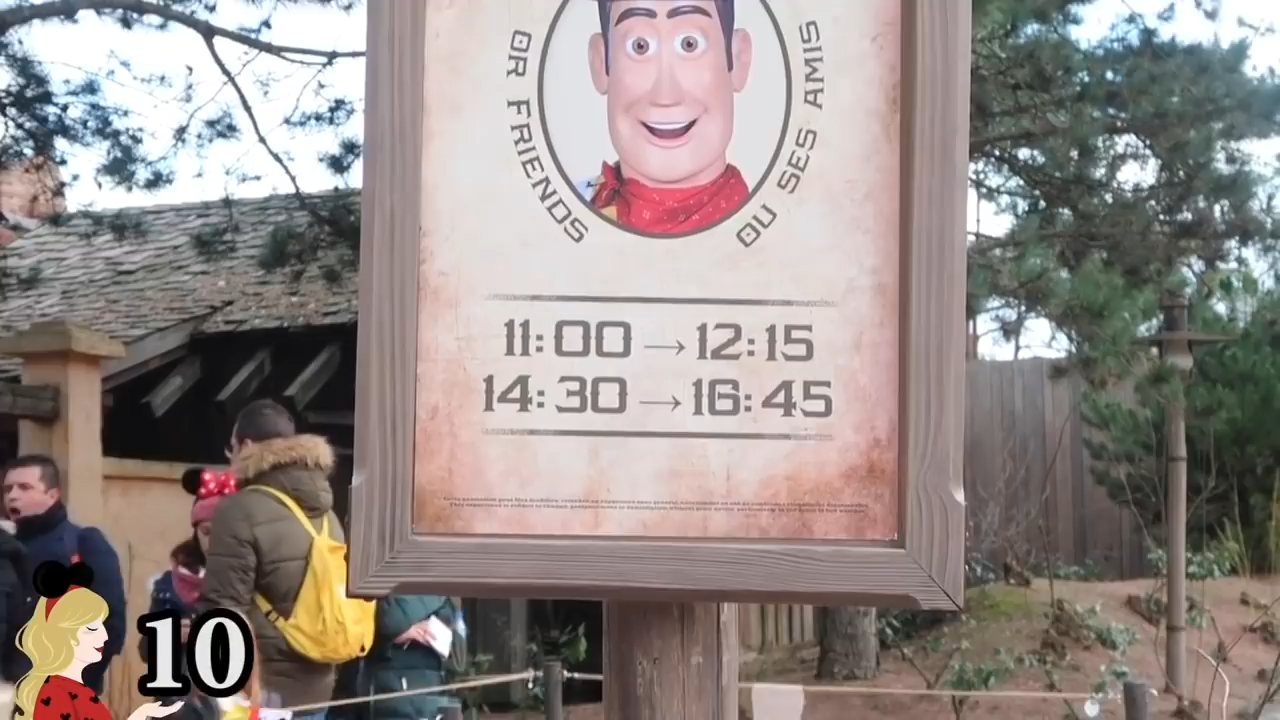 OR FRIENDS
OU SES AMIS
11:00→12:15
14:30→16:45
10